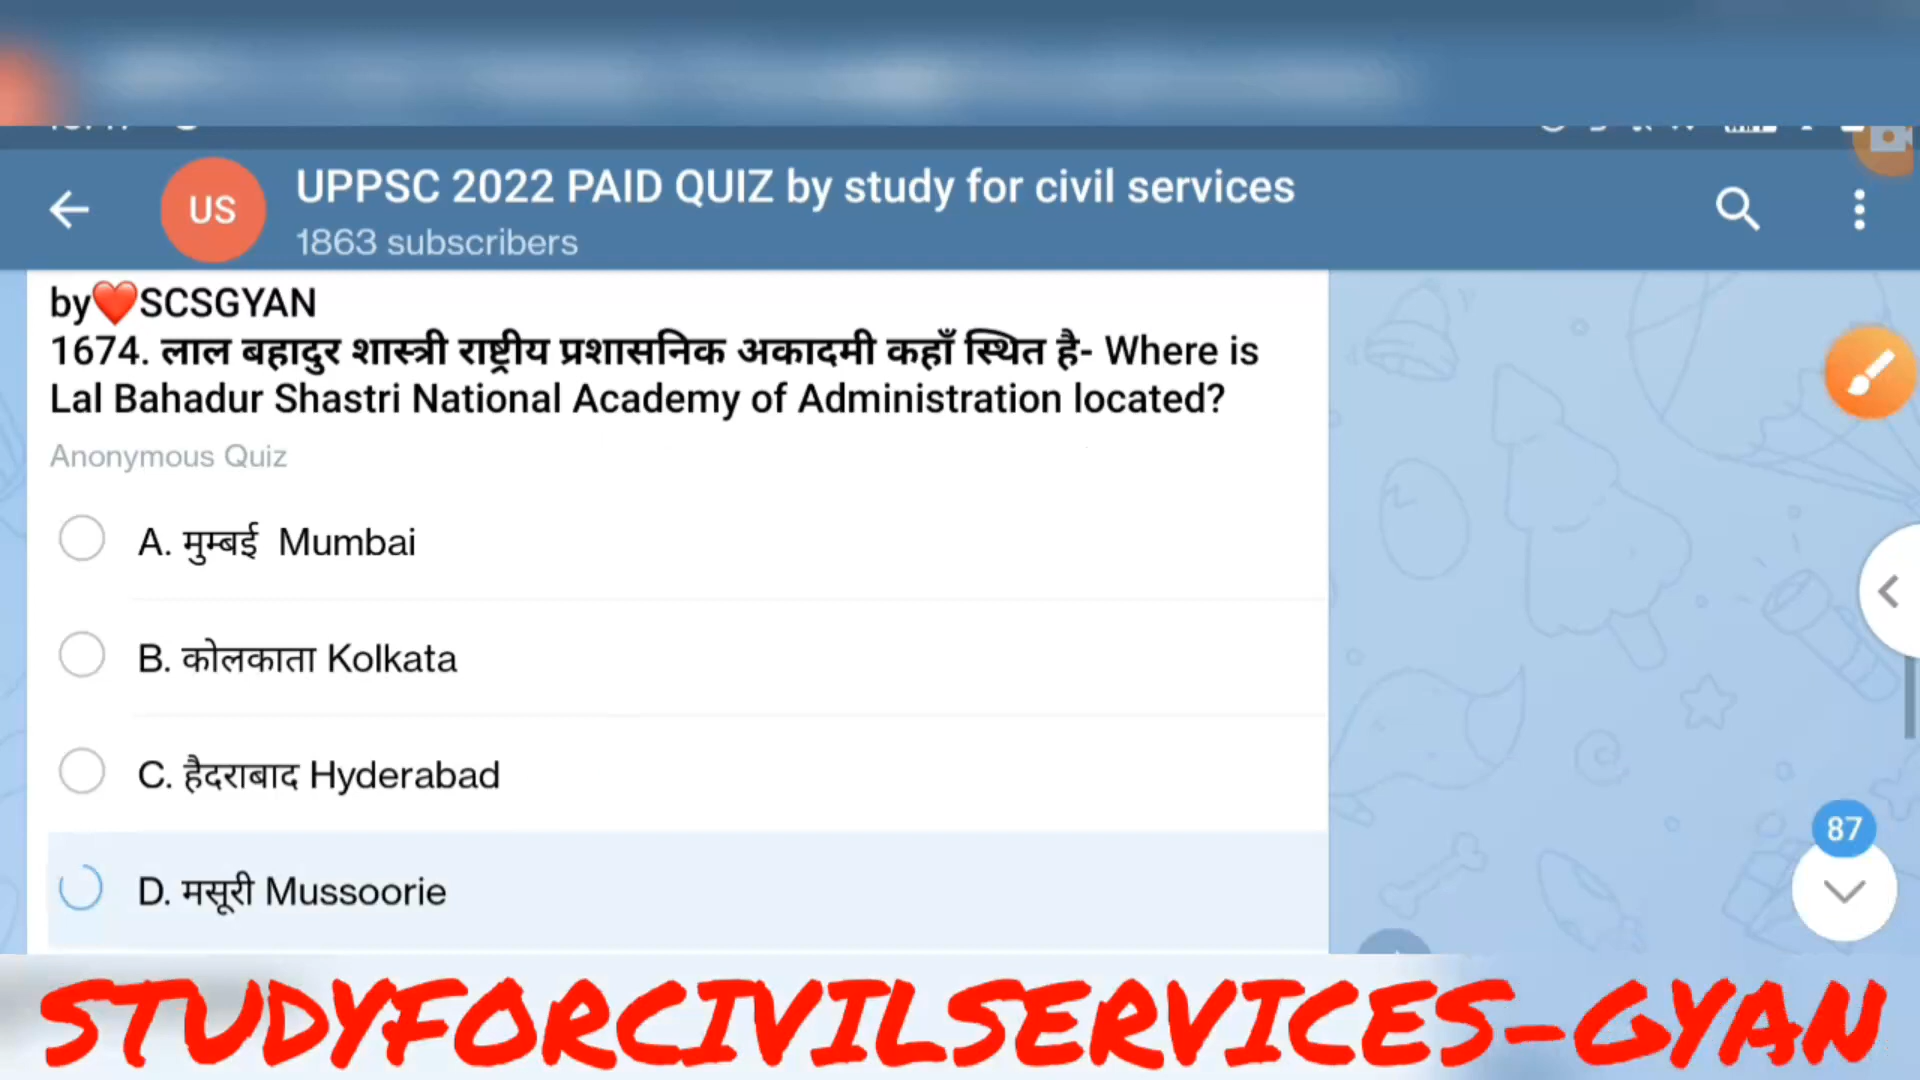 UPPSC 2022 PAID QUIZ by study for civil services
US
1863 subscribers
by❤️SCSGYAN
1674. लाल बहादुर शास्त्री राष्ट्रीय प्रशासनिक अकादमी कहाँ स्थित है- Where is
Lal Bahadur Shastri National Academy of Administration located?
Anonymous Quiz
A. मुम्बई Mumbai
B. कोलकाता Kolkata
C. हैदराबाद Hyderabad
D. मसूरी Mussoorie
87
STUDYFORCIVILSERVICES-GYAN